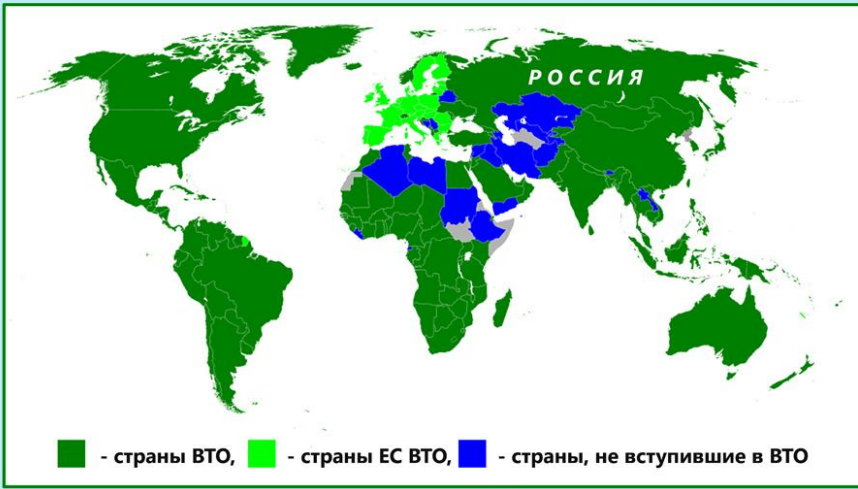 РОССИЯ
- страны ВТО, - страны ЕС ВТО, - страны, не вступившие в ВТО